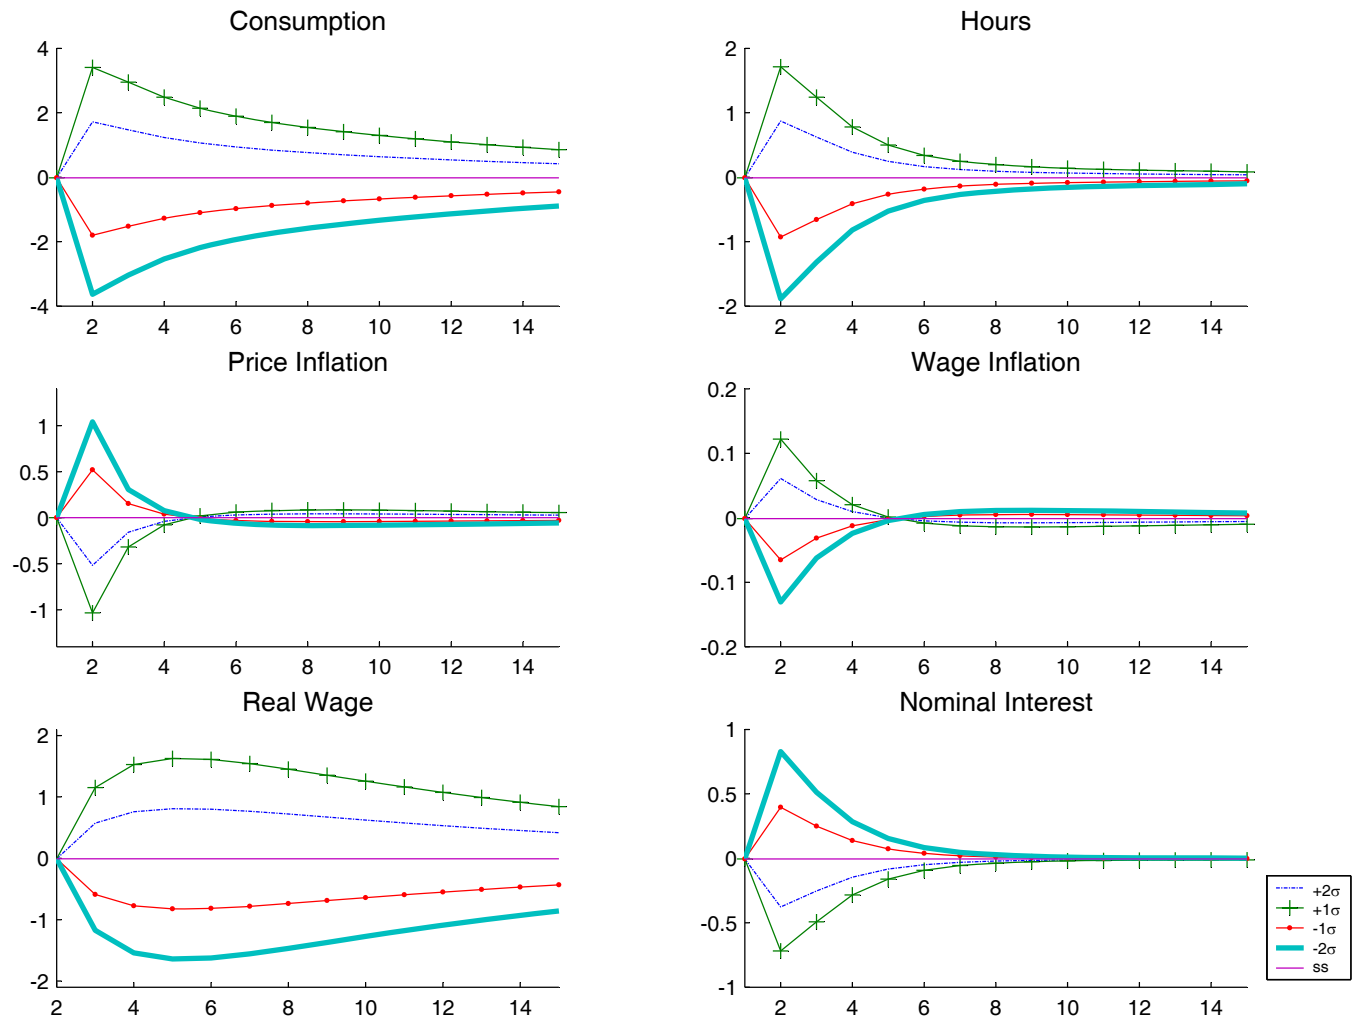 Consumption
4
2
0
-2
-4
2 4 6 8 10 12 14
Hours
2
1
0
-1
-2
2 4 6 8 10 12 14
Price Inflation
1
0.5
0
-0.5
-1
2 4 6 8 10 12 14
Wage Inflation
0.2
0.1
0
-0.1
-0.2
2 4 6 8 10 12 14
Real Wage
2
1
0
-1
-2
2 4 6 8 10 12 14
Nominal Interest
1
0.5
0
-0.5
-1
2 4 6 8 10 12 14
+2σ
+1σ
-1σ
-2σ
ss